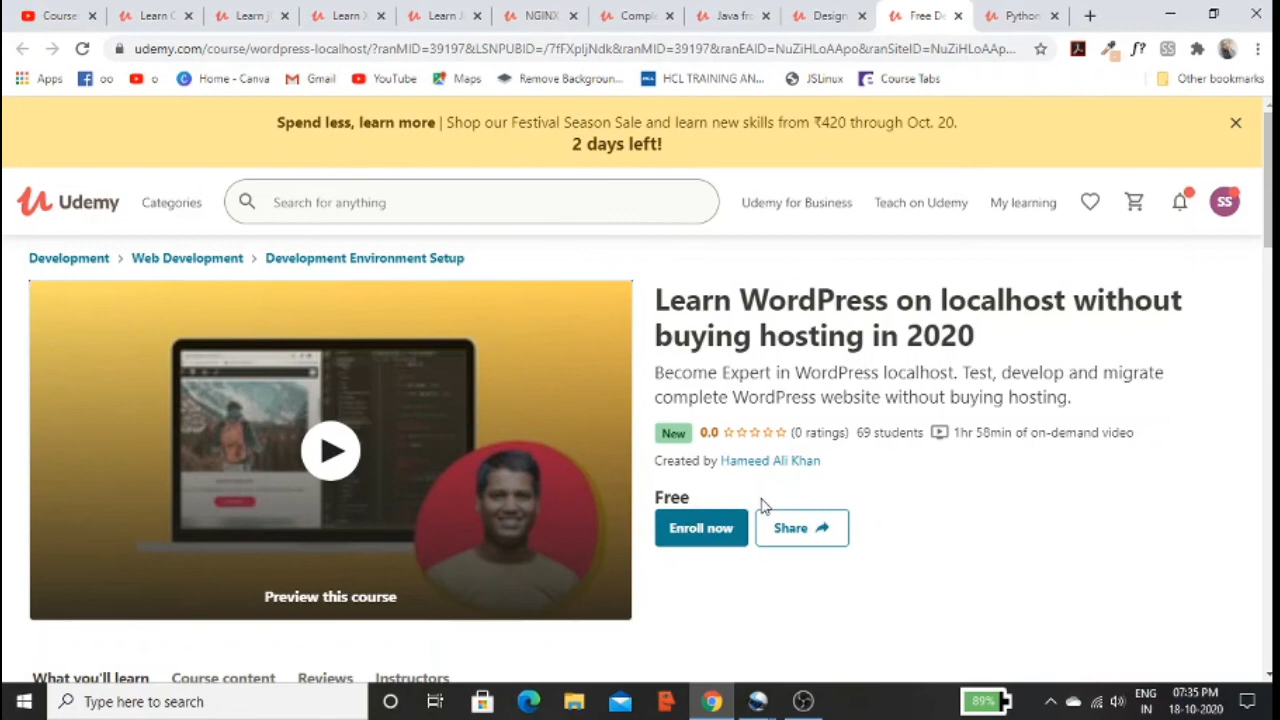 Course
Learn C
Learn j
Learn
Learn J
NGINX
Compl
Java fr
Design
Free De
Python
udemy.com/course/wordpress-localhost/?ranMID=39197&LSNPUBID=/7fFXpljNdk&ranMID=39197&ranEAID=NuZiHLoAApo&ranSiteID=NuZiHLoAAp...
Apps
oo
o
Home - Canva
Gmail
YouTube
Maps
Remove Backgroun...
HCL TRAINING AN...
JSLinux
Course Tabs
Other bookmarks
Spend less, learn more | Shop our Festival Season Sale and learn new skills from ₹420 through Oct. 20.
2 days left!
Udemy
Categories
Search for anything
Udemy for Business
Teach on Udemy
My learning
SS
Development > Web Development > Development Environment Setup
Learn WordPress on localhost without
buying hosting in 2020
Become Expert in WordPress localhost. Test, develop and migrate
complete WordPress website without buying hosting.
New 0.0 (0 ratings) 69 students 1hr 58min of on-demand video
Created by Hameed Ali Khan
Free
Enroll now
Share
Preview this course
What you'll learn
Course content
Reviews
Instructors
Type here to search
89%
ENG
IN
07:35 PM
18-10-2020